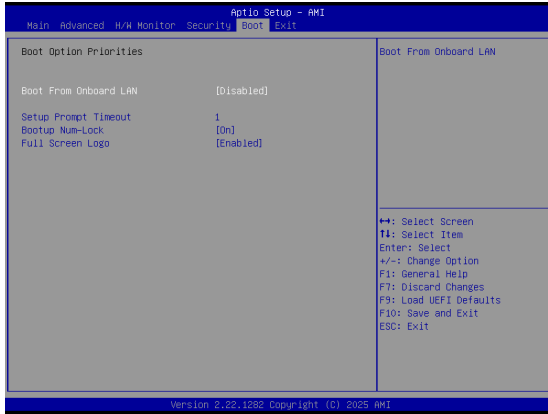 Aptio Setup - AMI
Main Advanced H/W Monitor Security Boot Exit
Boot Option Priorities
Boot From Onboard LAN [Disabled]
Setup Prompt Timeout 1
Bootup Num-Lock [On]
Full Screen Logo [Enabled]
Boot From Onboard LAN
↔: Select Screen
↑↓: Select Item
Enter: Select
+/-: Change Option
F1: General Help
F7: Discard Changes
F9: Load UEFI Defaults
F10: Save and Exit
ESC: Exit
Version 2.22.1282 Copyright (C) 2025 AMI